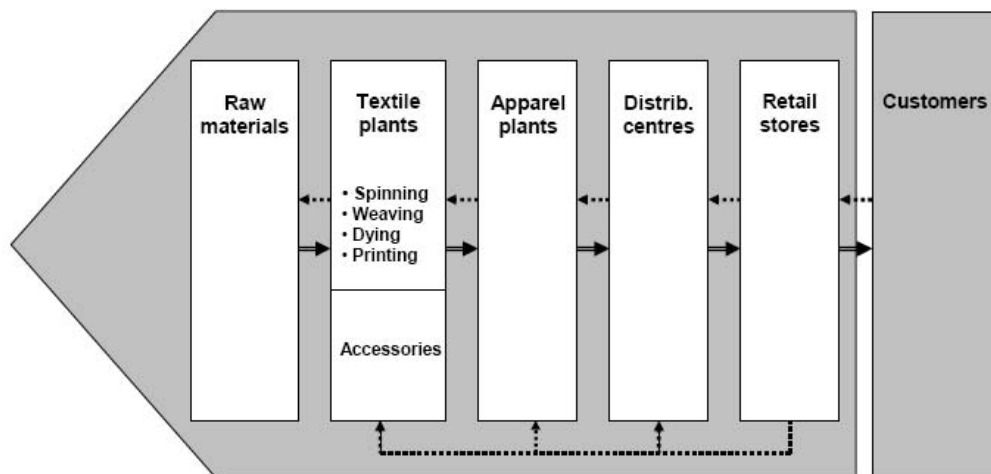 Raw
materials
Textile
plants
• Spinning
• Weaving
• Dying
• Printing
Accessories
Apparel
plants
Distrib.
centres
Retail
stores
Customers